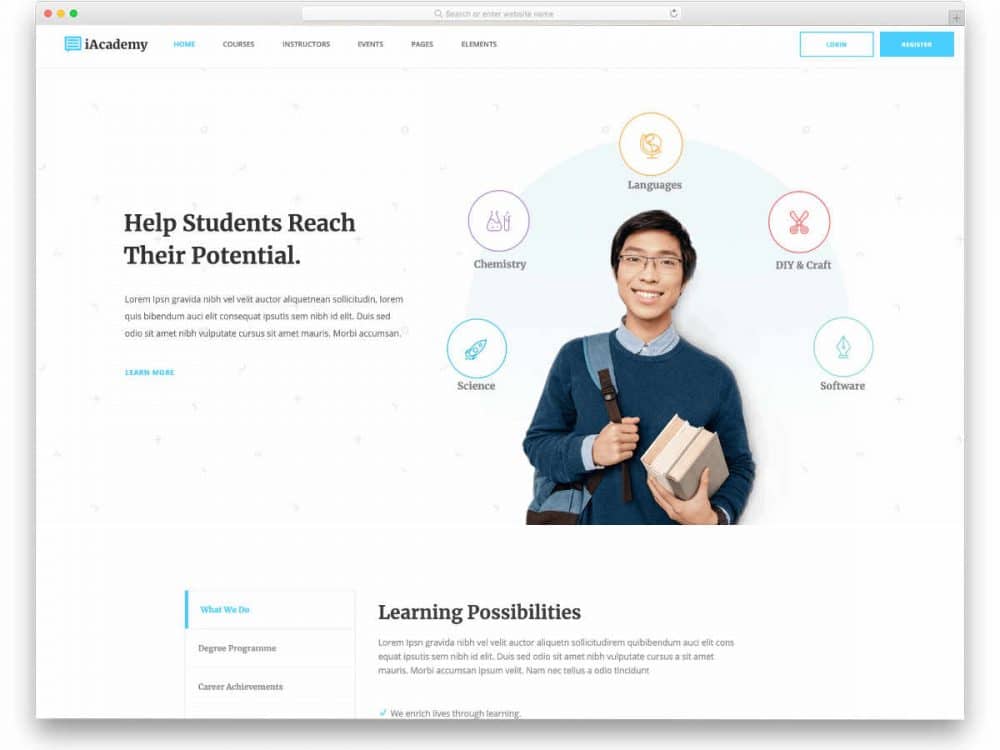 Search or enter website name
iAcademy
HOME
COURSES
INSTRUCTORS
EVENTS
PAGES
ELEMENTS
LOGIN
REGISTER
Languages
Chemistry
DIY & Craft
Help Students Reach
Their Potential.
Lorem Ipsn gravida nibh vel velit auctor aliquetnean sollicitudin, lorem
quis bibendum auci elit consequat ipsutis sem nibh id elit. Duis sed
odio sit amet nibh vulputate cursus sit amet mauris. Morbi accumsan.
LEARN MORE
Science
Software
What We Do
Degree Programme
Career Achievements
Learning Possibilities
Lorem Ipsn gravida nibh vel velit auctor aliquetn sollicitudirem quibibendum auci elit cons
equat ipsutis sem nibh id elit. Duis sed odio sit amet nibh vulputate cursus a sit amet
mauris. Morbi accumsan ipsum velit. Nam nec tellus a odio tincidunt
We enrich lives through learning.